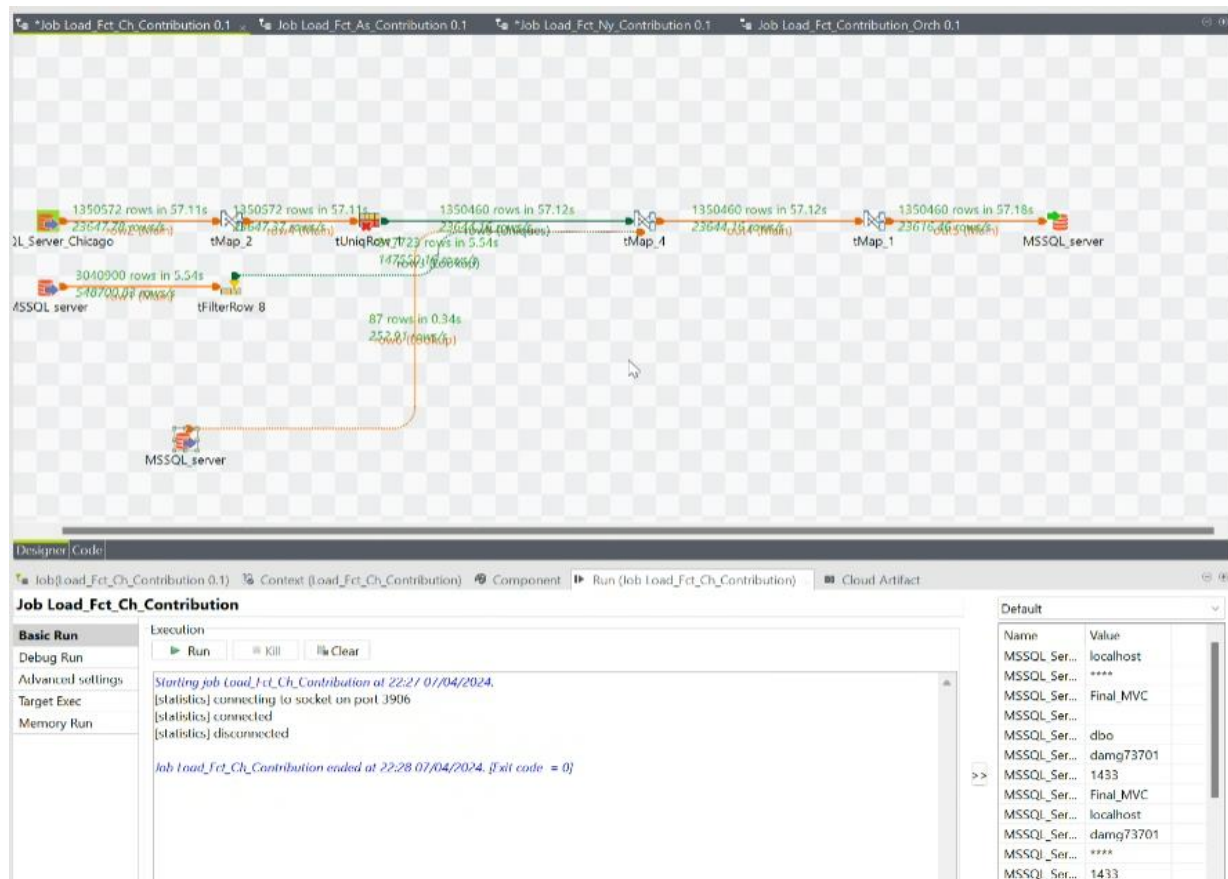 *Job Load_Fct_Ch_Contribution 0.1 Job Load_Fct_As_Contribution 0.1 *Job Load_Fct_Ny_Contribution 0.1 Job Load_Fct_Contribution_Orch 0.1
1350572 rows in 57.11s 1350572 rows in 57.11s 1350460 rows in 57.12s 1350460 rows in 57.12s 1350460 rows in 57.18s
QL_Server_Chicago tMap_2 tUniqRow_1 tMap_4 tMap_1 MSSQL_server
723 rows in 5.54s
3040900 rows in 5.54s
MSSQL server tFilterRow 8
87 rows in 0.34s
MSSQL_server
Designer Code
Job(Load_Fct_Ch_Contribution 0.1) Context (Load_Fct_Ch_Contribution) Component Run (Job Load_Fct_Ch_Contribution) Cloud Artifact
Job Load_Fct_Ch_Contribution
Default
Basic Run
Debug Run
Advanced settings
Target Exec
Memory Run
Execution
Run Kill Clear
Starting job Load_Fct_Ch_Contribution at 22:27 07/04/2024.
[statistics] connecting to socket on port 3906
[statistics] connected
[statistics] disconnected
Job Load_Fct_Ch_Contribution ended at 22:28 07/04/2024. [Exit code = 0]
>>
Name Value
MSSQL_Ser... localhost
MSSQL_Ser... ****
MSSQL_Ser... Final_MVC
MSSQL_Ser...
MSSQL_Ser... dbo
MSSQL_Ser... damg73701
MSSQL_Ser... 1433
MSSQL_Ser... Final_MVC
MSSQL_Ser... localhost
MSSQL_Ser... damg73701
MSSQL_Ser... ****
MSSQL_Ser... 1433